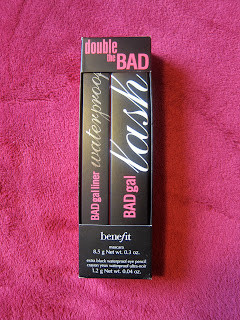 double
the BAD
BAD gal liner waterproof
BAD gal lash
benefit
mascara
8.5 g Net wt. 0.3 oz.
extra black waterproof eye pencil
crayon yeux waterproof ultra-noir
1.2 g Net wt. 0.04 oz.